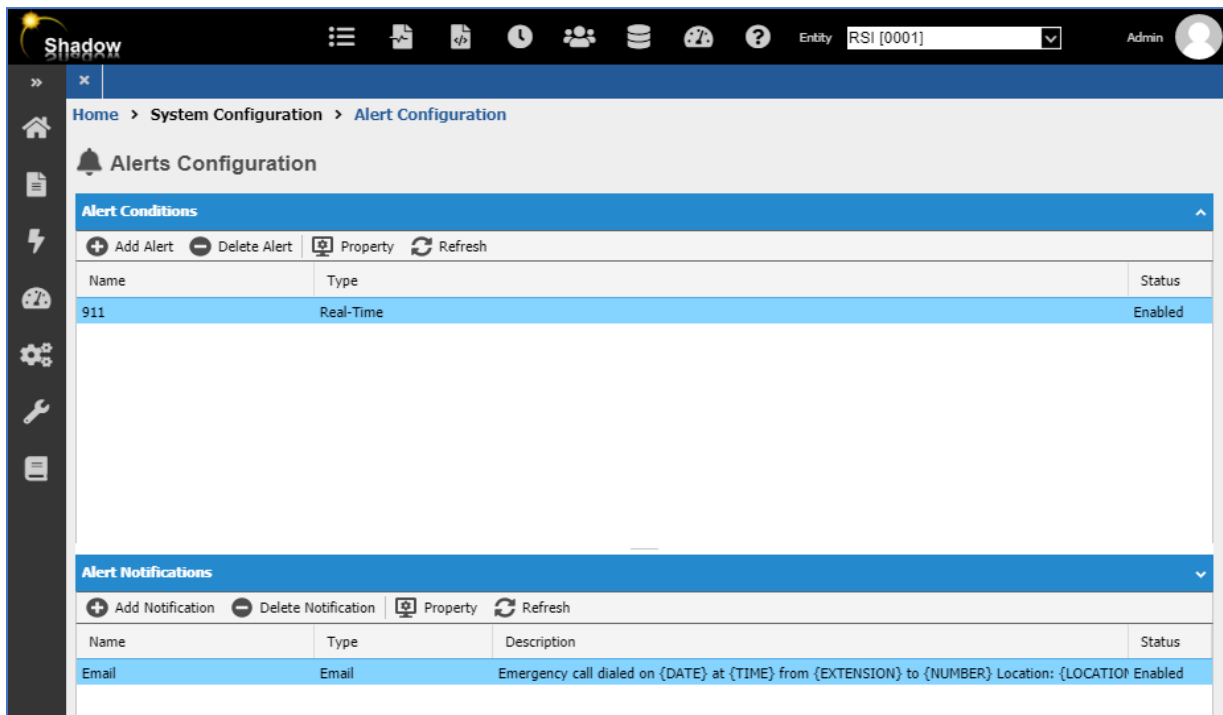 Shadow Entity RSI [0001] Admin
Home > System Configuration > Alert Configuration
Alerts Configuration
Alert Conditions
Add Alert Delete Alert Property Refresh
Name Type Status
911 Real-Time Enabled
Alert Notifications
Add Notification Delete Notification Property Refresh
Name Type Description Status
Email Email Emergency call dialed on {DATE} at {TIME} from {EXTENSION} to {NUMBER} Location: {LOCATION Enabled